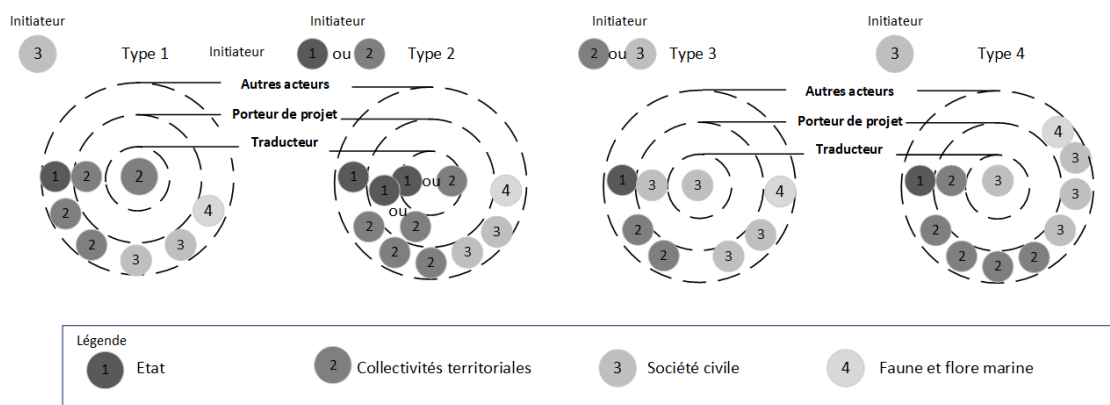 Initiateur
3
Type 1
Initiateur
Initiateur
1 ou 2
Type 2
Initiateur
2 ou 3
Type 3
Initiateur
3
Type 4
Autres acteurs
Porteur de projet
Traducteur
1 2 2
4
2
2
3
3
1
1
1 ou 2
ou
4
2
2
2
2
3
3
Autres acteurs
Porteur de projet
Traducteur
1 3 3
4
2
2
3
3
4
3
1 2 3
3
2
2
2
2
3
Légende
1 Etat
2 Collectivités territoriales
3 Société civile
4 Faune et flore marine